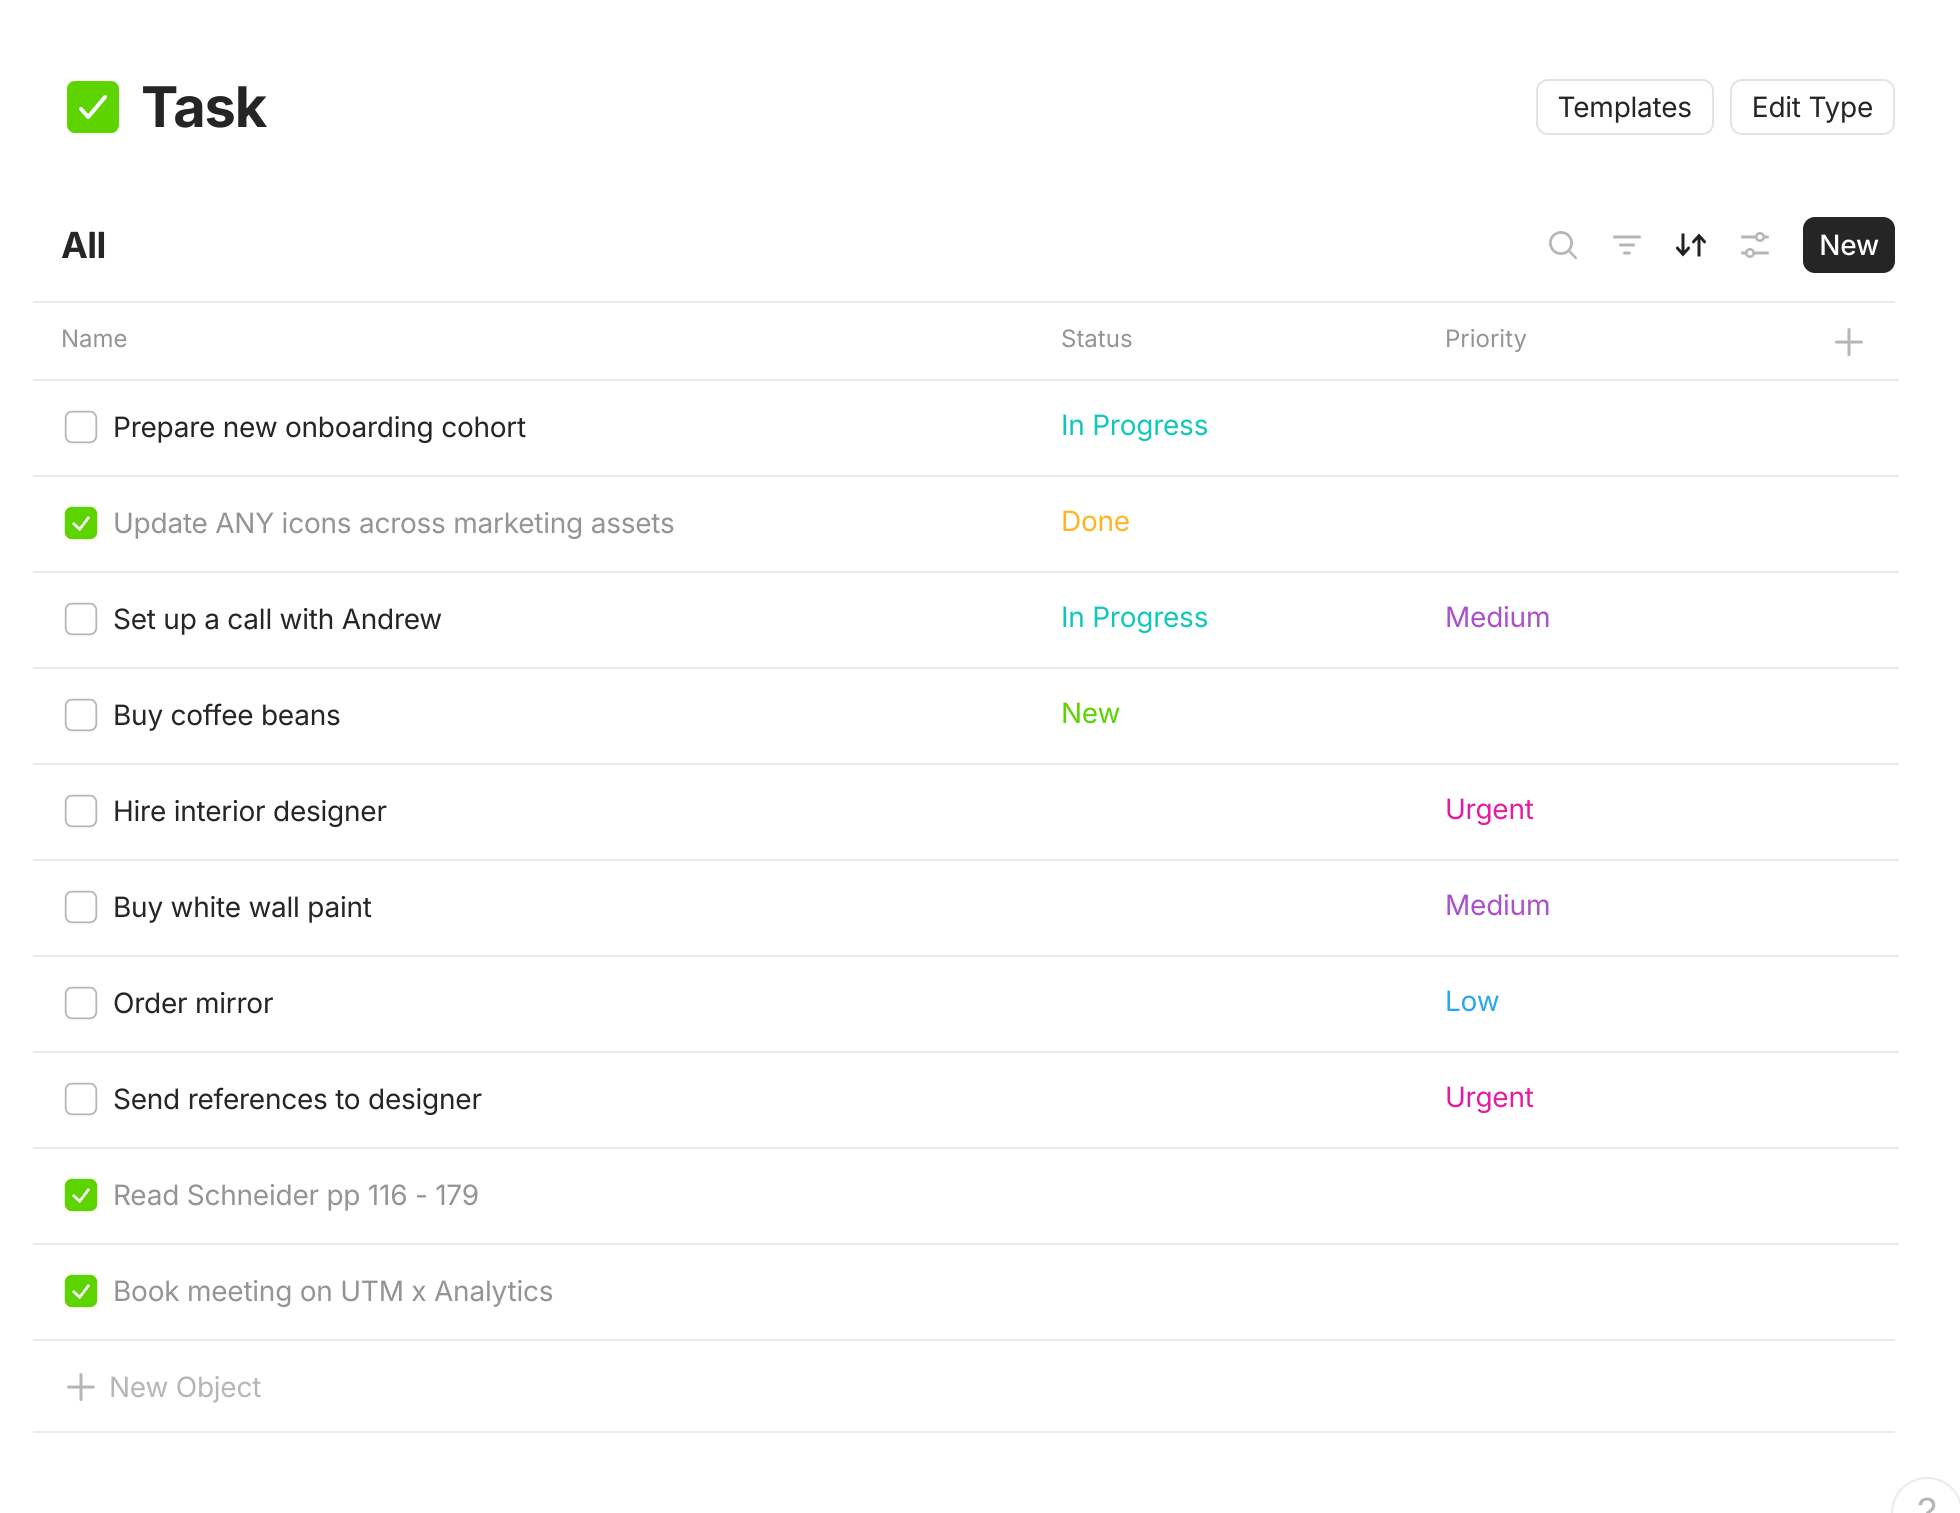 Task
Templates
Edit Type
All
New
Name Status Priority
Prepare new onboarding cohort In Progress
Update ANY icons across marketing assets Done
Set up a call with Andrew In Progress Medium
Buy coffee beans New
Hire interior designer Urgent
Buy white wall paint Medium
Order mirror Low
Send references to designer Urgent
Read Schneider pp 116 - 179
Book meeting on UTM x Analytics
New Object
?